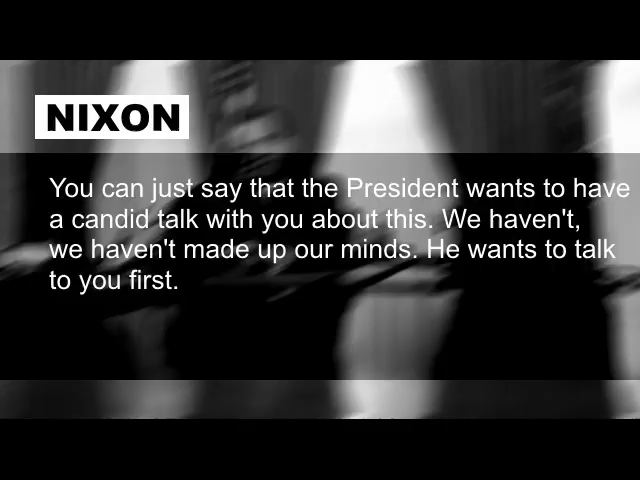 NIXON
You can just say that the President wants to have
a candid talk with you about this. We haven't,
we haven't made up our minds. He wants to talk
to you first.